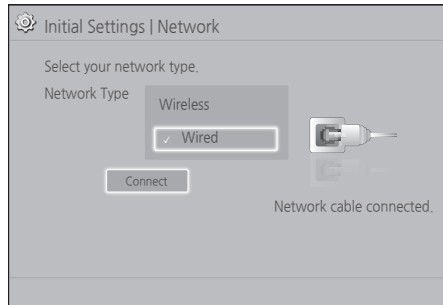 Initial Settings | Network
Select your network type.
Network Type
Wireless
✓ Wired
Connect
Network cable connected.